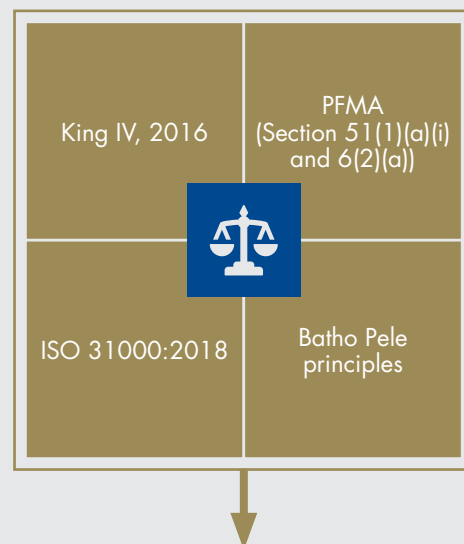 King IV, 2016
PFMA
(Section 51(1)(a)(i)
and 6(2)(a))
ISO 31000:2018
Batho Pele
principles